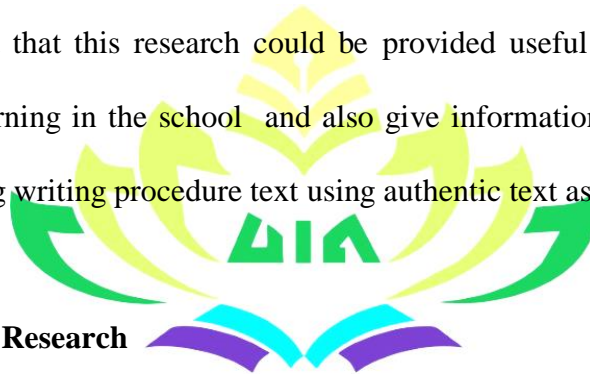 that this research could be provided useful
rning in the school and also give information
g writing procedure text using authentic text as
UIA
Research